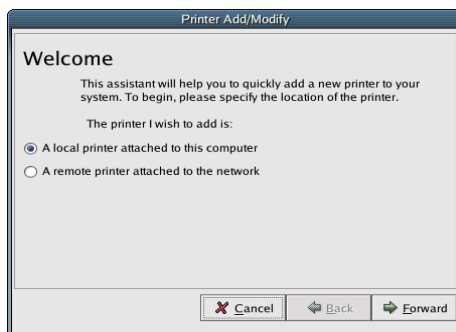 Printer Add/Modify
Welcome
This assistant will help you to quickly add a new printer to your
system. To begin, please specify the location of the printer.
The printer I wish to add is:
A local printer attached to this computer
A remote printer attached to the network
Cancel
Back
Forward